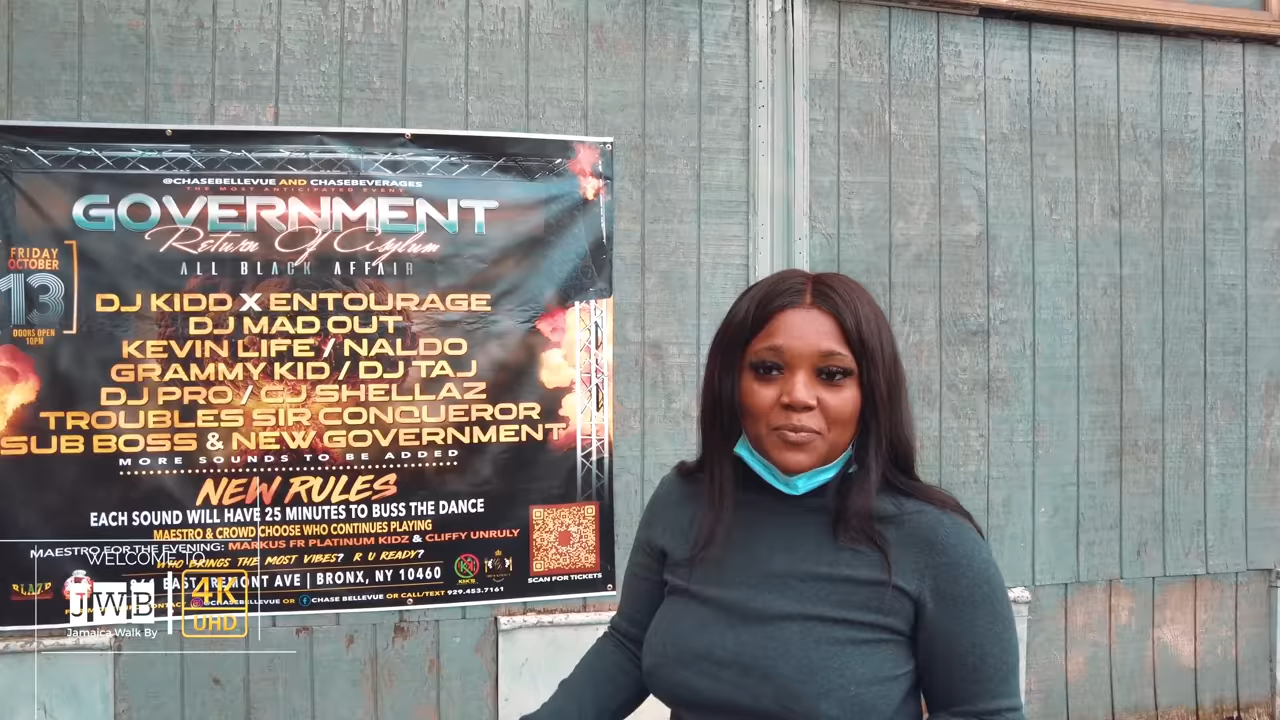 @CHASEBELLEVUE AND CHASEBEVERAGES
THE MOST ANTICIPATED EVENT
GOVERNMENT
Return Of Asylum
ALL BLACK AFFAIR
FRIDAY
OCTOBER
13
DOORS OPEN
10PM
DJ KIDD X ENTOURAGE
DJ MAD OUT
KEVIN LIFE / NALDO
GRAMMY KID / DJ TAJ
DJ PRO / CJ SHELLAZ
TROUBLES SIR CONQUEROR
SUB BOSS & NEW GOVERNMENT
MORE SOUNDS TO BE ADDED
NEW RULES
EACH SOUND WILL HAVE 25 MINUTES TO BUSS THE DANCE
MAESTRO & CROWD CHOOSE WHO CONTINUES PLAYING
MAESTRO FOR THE EVENING: MARKUS FR PLATINUM KIDZ & CLIFFY UNRULY
WHO BRINGS THE MOST VIBES? R U READY?
EAST TREMONT AVE | BRONX, NY 10460
@CHASEBELLEVUE OR CHASE BELLEVUE OR CALL/TEXT 929.453.7161
SCAN FOR TICKETS
BLAZE
WELCOME TO
JWB
Jamaica Walk By
4K
UHD